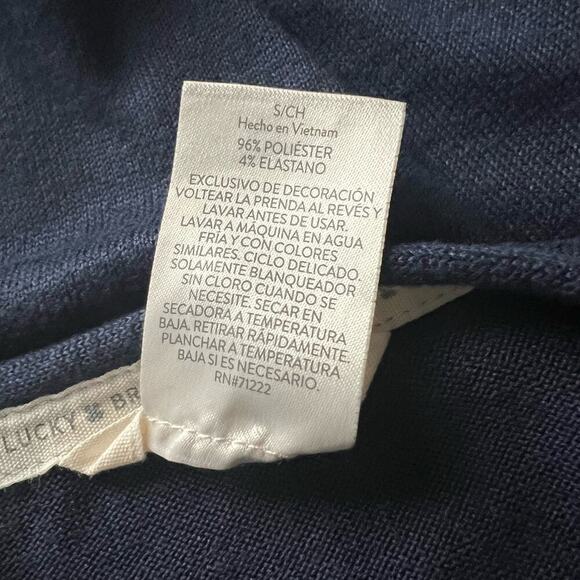 S/CH
Hecho en Vietnam
96% POLIÉSTER
4% ELASTANO
EXCLUSIVO DE DECORACIÓN
VOLTEAR LA PRENDA AL REVÉS Y
LAVAR ANTES DE USAR.
LAVAR A MÁQUINA EN AGUA
FRÍA Y CON COLORES
SIMILARES. CICLO DELICADO.
SOLAMENTE BLANQUEADOR
SIN CLORO CUANDO SE
NECESITE. SECAR EN
SECADORA A TEMPERATURA
BAJA. RETIRAR RÁPIDAMENTE.
PLANCHAR A TEMPERATURA
BAJA SI ES NECESARIO.
RN#71222
LUCKY BR